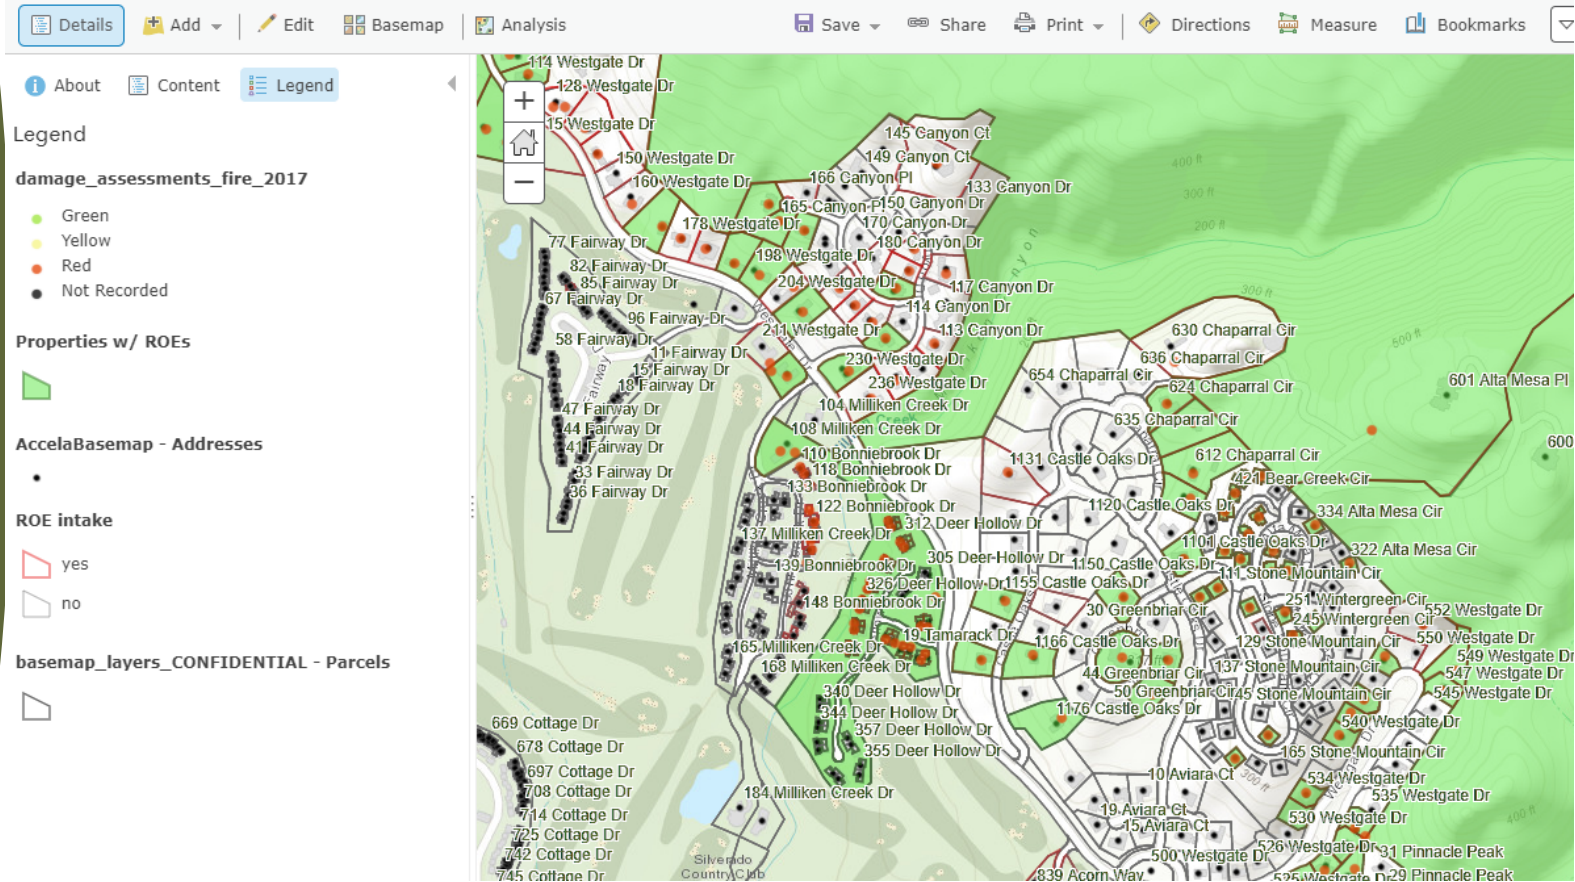 Details
Add
Edit
Basemap
Analysis
Save
Share
Print
Directions
Measure
Bookmarks
About
Content
Legend
Legend
damage_assessments_fire_2017
Green
Yellow
Red
Not Recorded
Properties w/ ROEs
AccelaBasemap - Addresses
ROE intake
yes
no
basemap_layers_CONFIDENTIAL - Parcels
114 Westgate Dr
128 Westgate Dr
15 Westgate Dr
150 Westgate Dr
160 Westgate Dr
178 Westgate Dr
198 Westgate Dr
204 Westgate Dr
211 Westgate Dr
230 Westgate Dr
236 Westgate Dr
145 Canyon Ct
149 Canyon Ct
166 Canyon Pl
165 Canyon P
133 Canyon Dr
150 Canyon Dr
170 Canyon Dr
180 Canyon Dr
117 Canyon Dr
114 Canyon Dr
113 Canyon Dr
400 ft
300 ft
200 ft
300 ft
500 ft
77 Fairway Dr
82 Fairway Dr
85 Fairway Dr
67 Fairway Dr
96 Fairway Dr
58 Fairway Dr
11 Fairway Dr
15 Fairway Dr
18 Fairway Dr
47 Fairway Dr
44 Fairway Dr
41 Fairway Dr
33 Fairway Dr
36 Fairway Dr
Fairway
104 Milliken Creek Dr
108 Milliken Creek Dr
Creek
110 Bonniebrook Dr
118 Bonniebrook Dr
133 Bonniebrook Dr
122 Bonniebrook Dr
137 Milliken Creek Dr
139 Bonniebrook Dr
148 Bonniebrook Dr
165 Milliken Creek Dr
168 Milliken Creek Dr
184 Milliken Creek Dr
312 Deer Hollow Dr
305 Deer Hollow Dr
326 Deer Hollow Dr
19 Tamarack Dr
340 Deer Hollow Dr
344 Deer Hollow Dr
357 Deer Hollow Dr
355 Deer Hollow Dr
630 Chaparral Cir
636 Chaparral Cir
654 Chaparral Cir
624 Chaparral Cir
635 Chaparral Cir
612 Chaparral Cir
601 Alta Mesa Pl
600
1131 Castle Oaks Dr
1120 Castle Oaks Dr
1101 Castle Oaks Dr
1150 Castle Oaks Dr
1155 Castle Oaks Dr
1166 Castle Oaks Dr
1176 Castle Oaks Dr
421 Bear Creek Cir
334 Alta Mesa Cir
322 Alta Mesa Cir
111 Stone Mountain Cir
251 Wintergreen Cir
245 Wintergreen Cir
129 Stone Mountain Cir
137 Stone Mountain Cir
45 Stone Mountain Cir
165 Stone Mountain Cir
30 Greenbriar Cir
44 Greenbriar Cir
50 Greenbriar Cir
552 Westgate Dr
550 Westgate Dr
549 Westgate Dr
547 Westgate Dr
545 Westgate Dr
540 Westgate Dr
534 Westgate Dr
535 Westgate Dr
530 Westgate Dr
526 Westgate Dr
525 Westgate Dr
500 Westgate Dr
31 Pinnacle Peak
29 Pinnacle Peak
10 Aviara Ct
19 Aviara Ct
15 Aviara Ct
839 Acorn Way
300 ft
400 ft
669 Cottage Dr
678 Cottage Dr
697 Cottage Dr
708 Cottage Dr
714 Cottage Dr
725 Cottage Dr
742 Cottage Dr
745 Cottage Dr
Silverado
Country Club